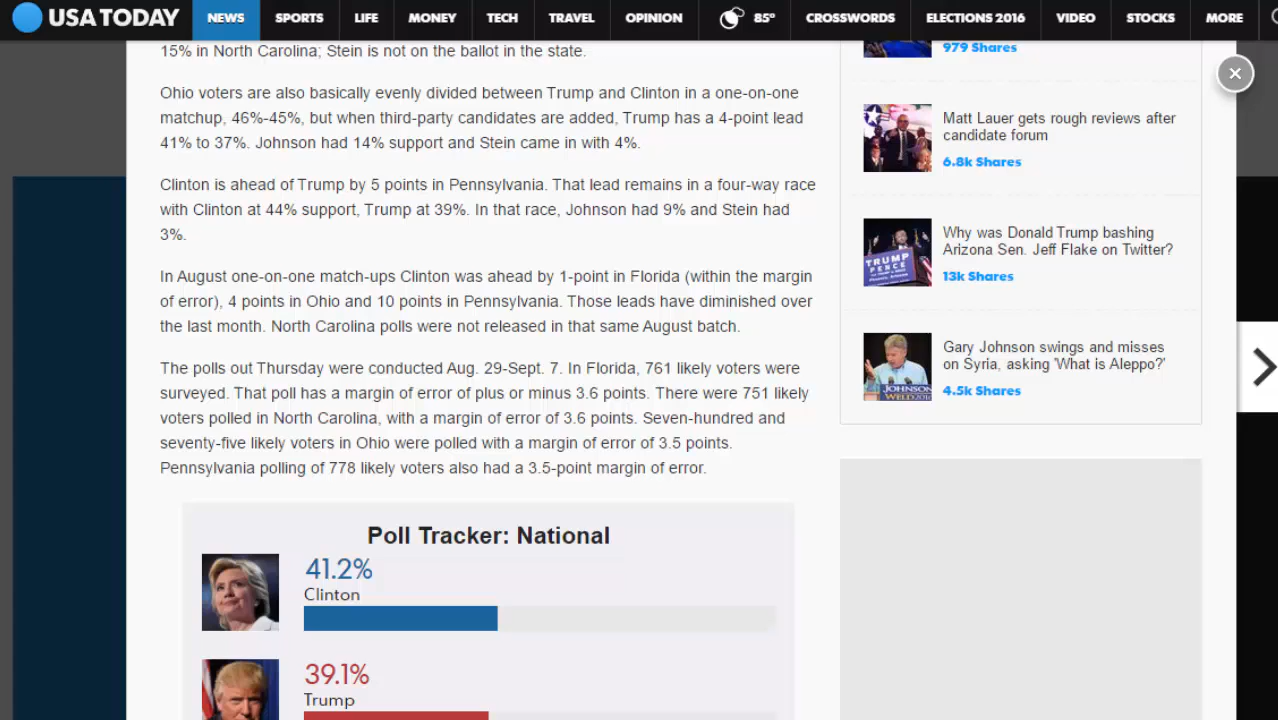 USA TODAY
NEWS
SPORTS
LIFE
MONEY
TECH
TRAVEL
OPINION
85°
CROSSWORDS
ELECTIONS 2016
VIDEO
STOCKS
MORE
15% in North Carolina; Stein is not on the ballot in the state.
Ohio voters are also basically evenly divided between Trump and Clinton in a one-on-one
matchup, 46%-45%, but when third-party candidates are added, Trump has a 4-point lead
41% to 37%. Johnson had 14% support and Stein came in with 4%.
Clinton is ahead of Trump by 5 points in Pennsylvania. That lead remains in a four-way race
with Clinton at 44% support, Trump at 39%. In that race, Johnson had 9% and Stein had
3%.
In August one-on-one match-ups Clinton was ahead by 1-point in Florida (within the margin
of error), 4 points in Ohio and 10 points in Pennsylvania. Those leads have diminished over
the last month. North Carolina polls were not released in that same August batch.
The polls out Thursday were conducted Aug. 29-Sept. 7. In Florida, 761 likely voters were
surveyed. That poll has a margin of error of plus or minus 3.6 points. There were 751 likely
voters polled in North Carolina, with a margin of error of 3.6 points. Seven-hundred and
seventy-five likely voters in Ohio were polled with a margin of error of 3.5 points.
Pennsylvania polling of 778 likely voters also had a 3.5-point margin of error.
Poll Tracker: National
41.2%
Clinton
39.1%
Trump
979 Shares
Matt Lauer gets rough reviews after
candidate forum
6.8k Shares
TRUMP
PENCE
Why was Donald Trump bashing
Arizona Sen. Jeff Flake on Twitter?
13k Shares
JOHNSON
WELD2016
Gary Johnson swings and misses
on Syria, asking 'What is Aleppo?'
4.5k Shares